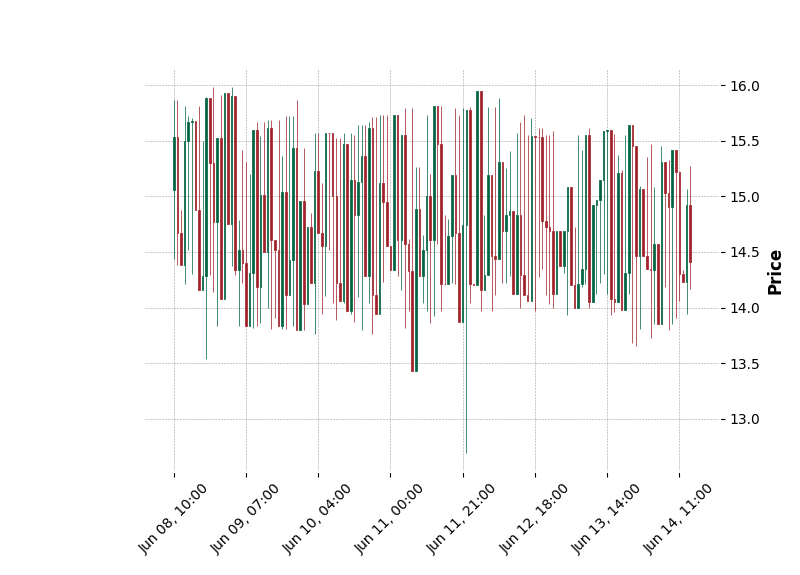 16.0
15.5
15.0
14.5
14.0
13.5
13.0
Price
Jun 08, 10:00
Jun 09, 07:00
Jun 10, 04:00
Jun 11, 00:00
Jun 11, 21:00
Jun 12, 18:00
Jun 13, 14:00
Jun 14, 11:00